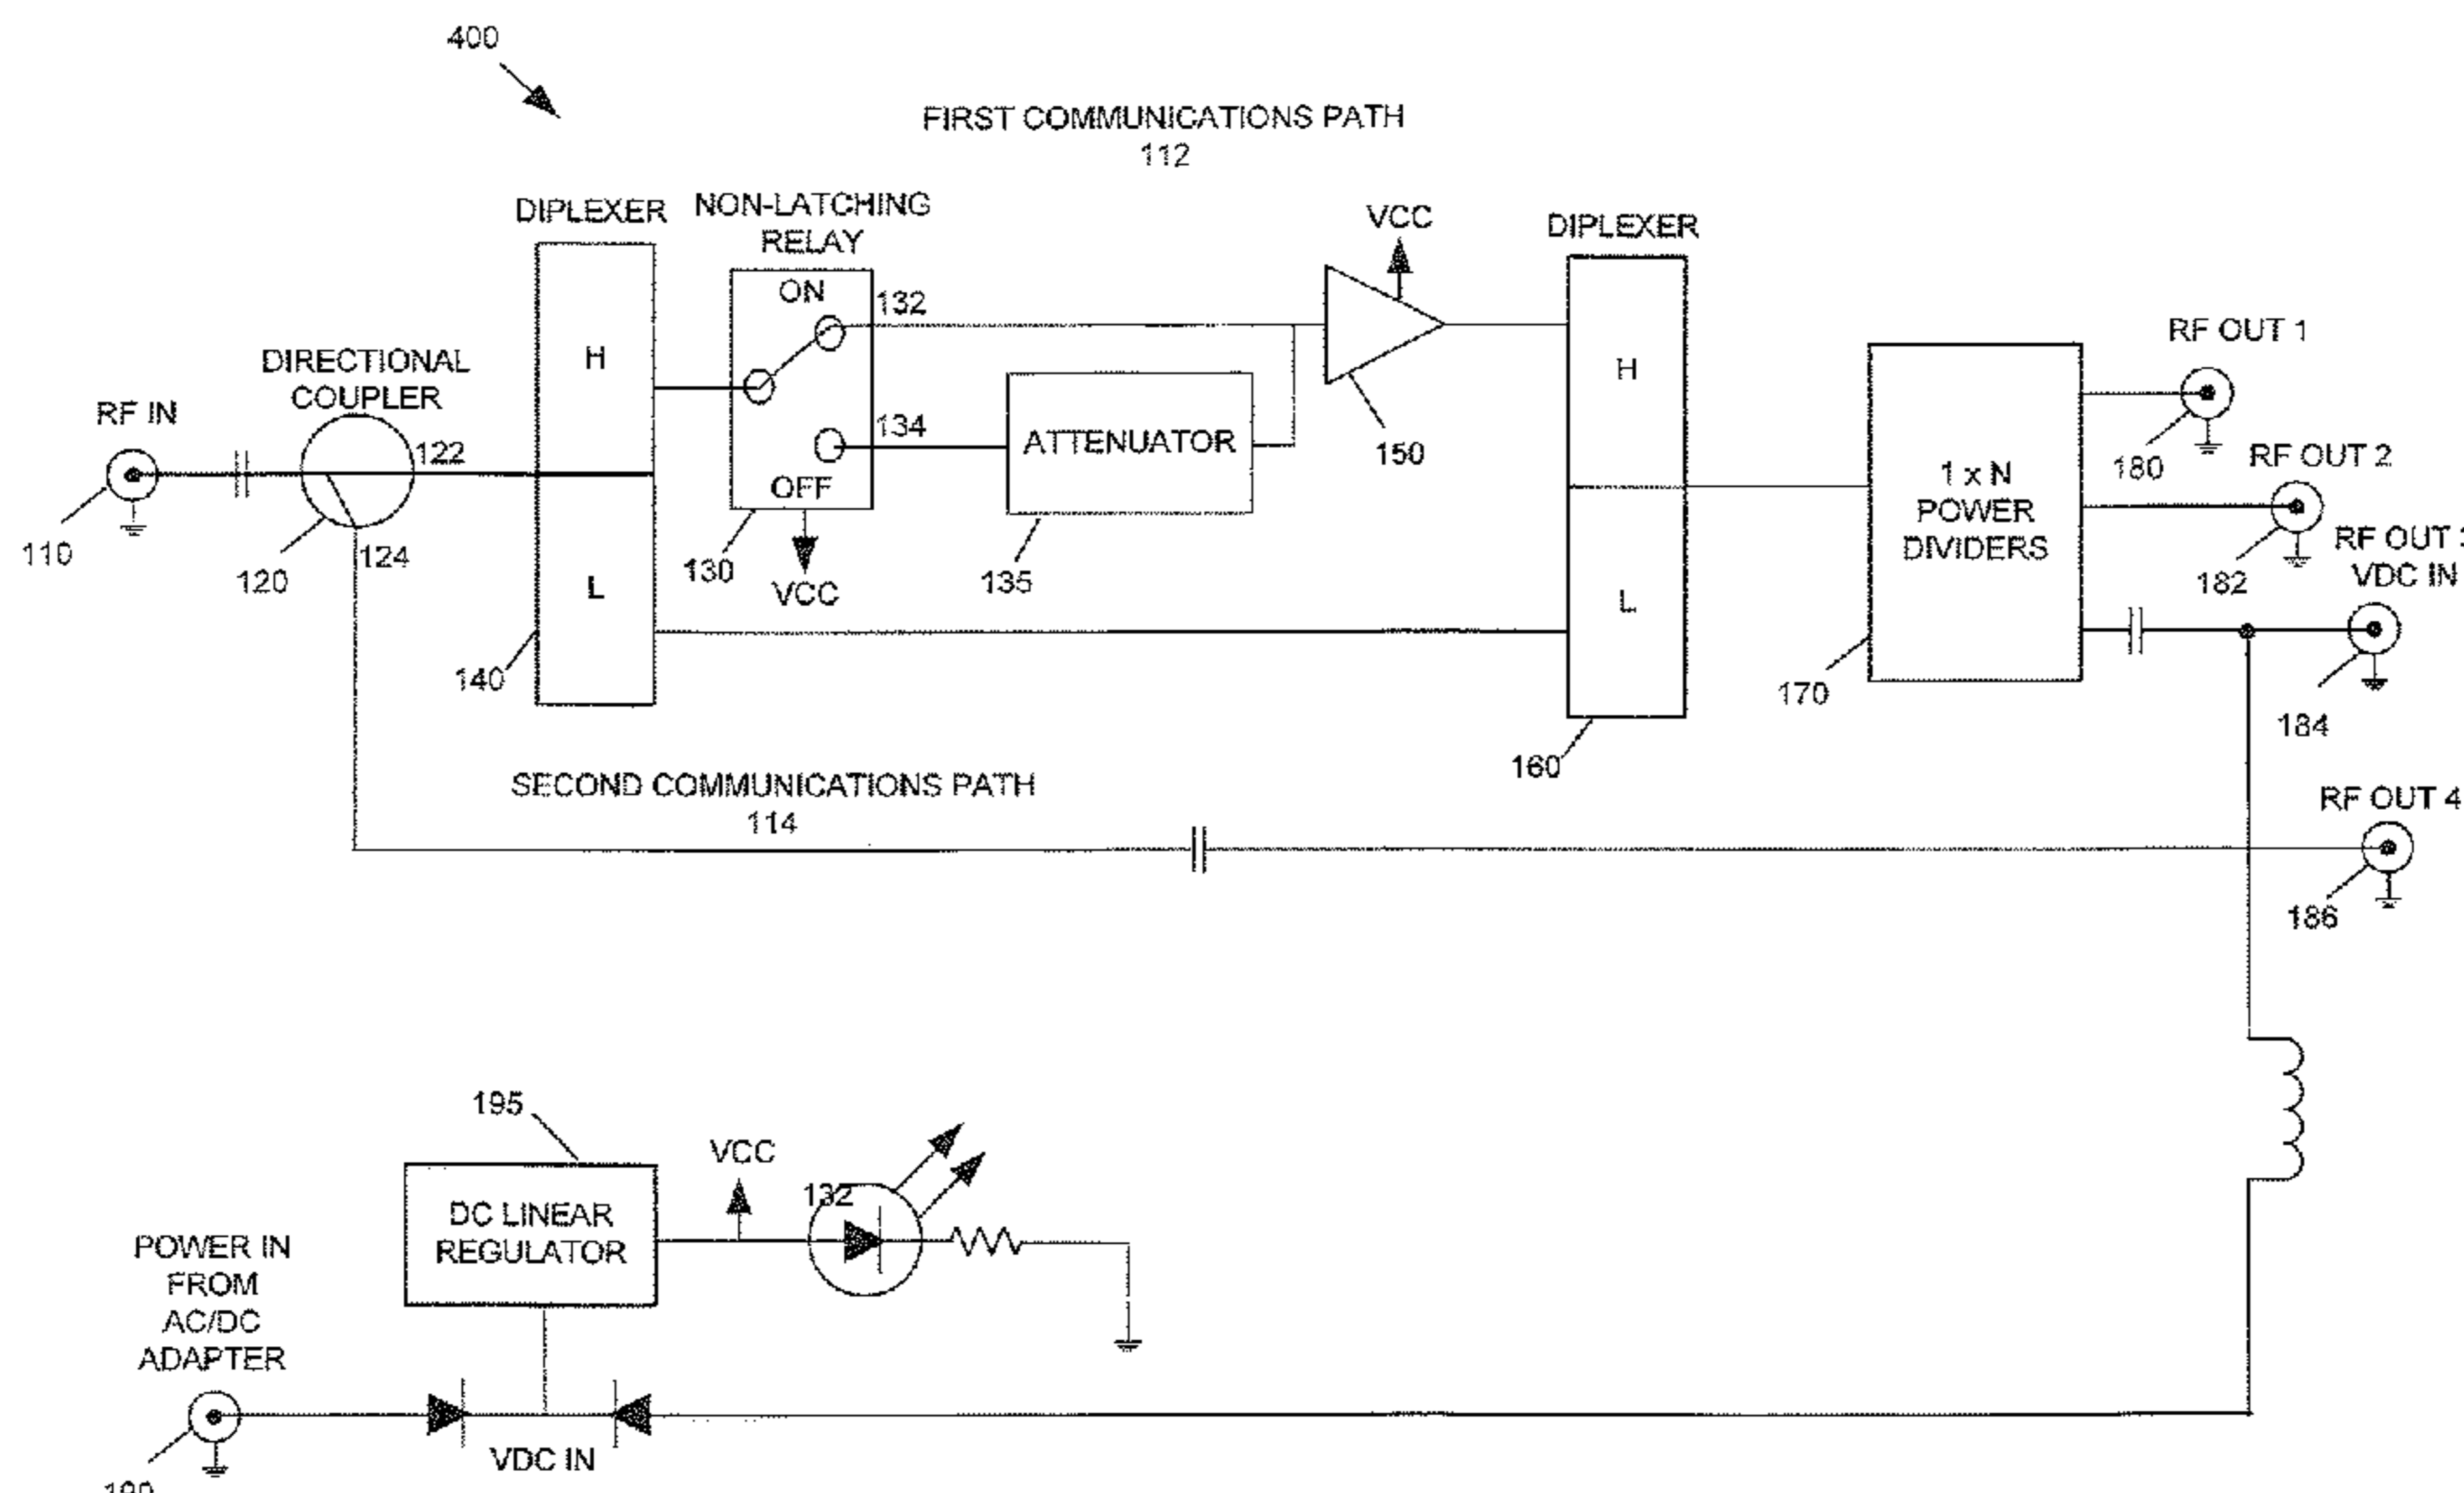 400
FIRST COMMUNICATIONS PATH
112
DIPLEXER
NON-LATCHING
RELAY
VCC
DIPLEXER
ON
132
RF OUT 1
DIRECTIONAL
COUPLER
H
H
RF IN
134
ATTENUATOR
150
180
RF OUT 2
122
1 x N
POWER
DIVIDERS
OFF
110
120
124
130
VCC
135
182
RF OUT
VDC IN
L
L
140
170
184
160
SECOND COMMUNICATIONS PATH
114
RF OUT 4
186
195
VCC
132
DC LINEAR
REGULATOR
POWER IN
FROM
AC/DC
ADAPTER
VDC IN
190